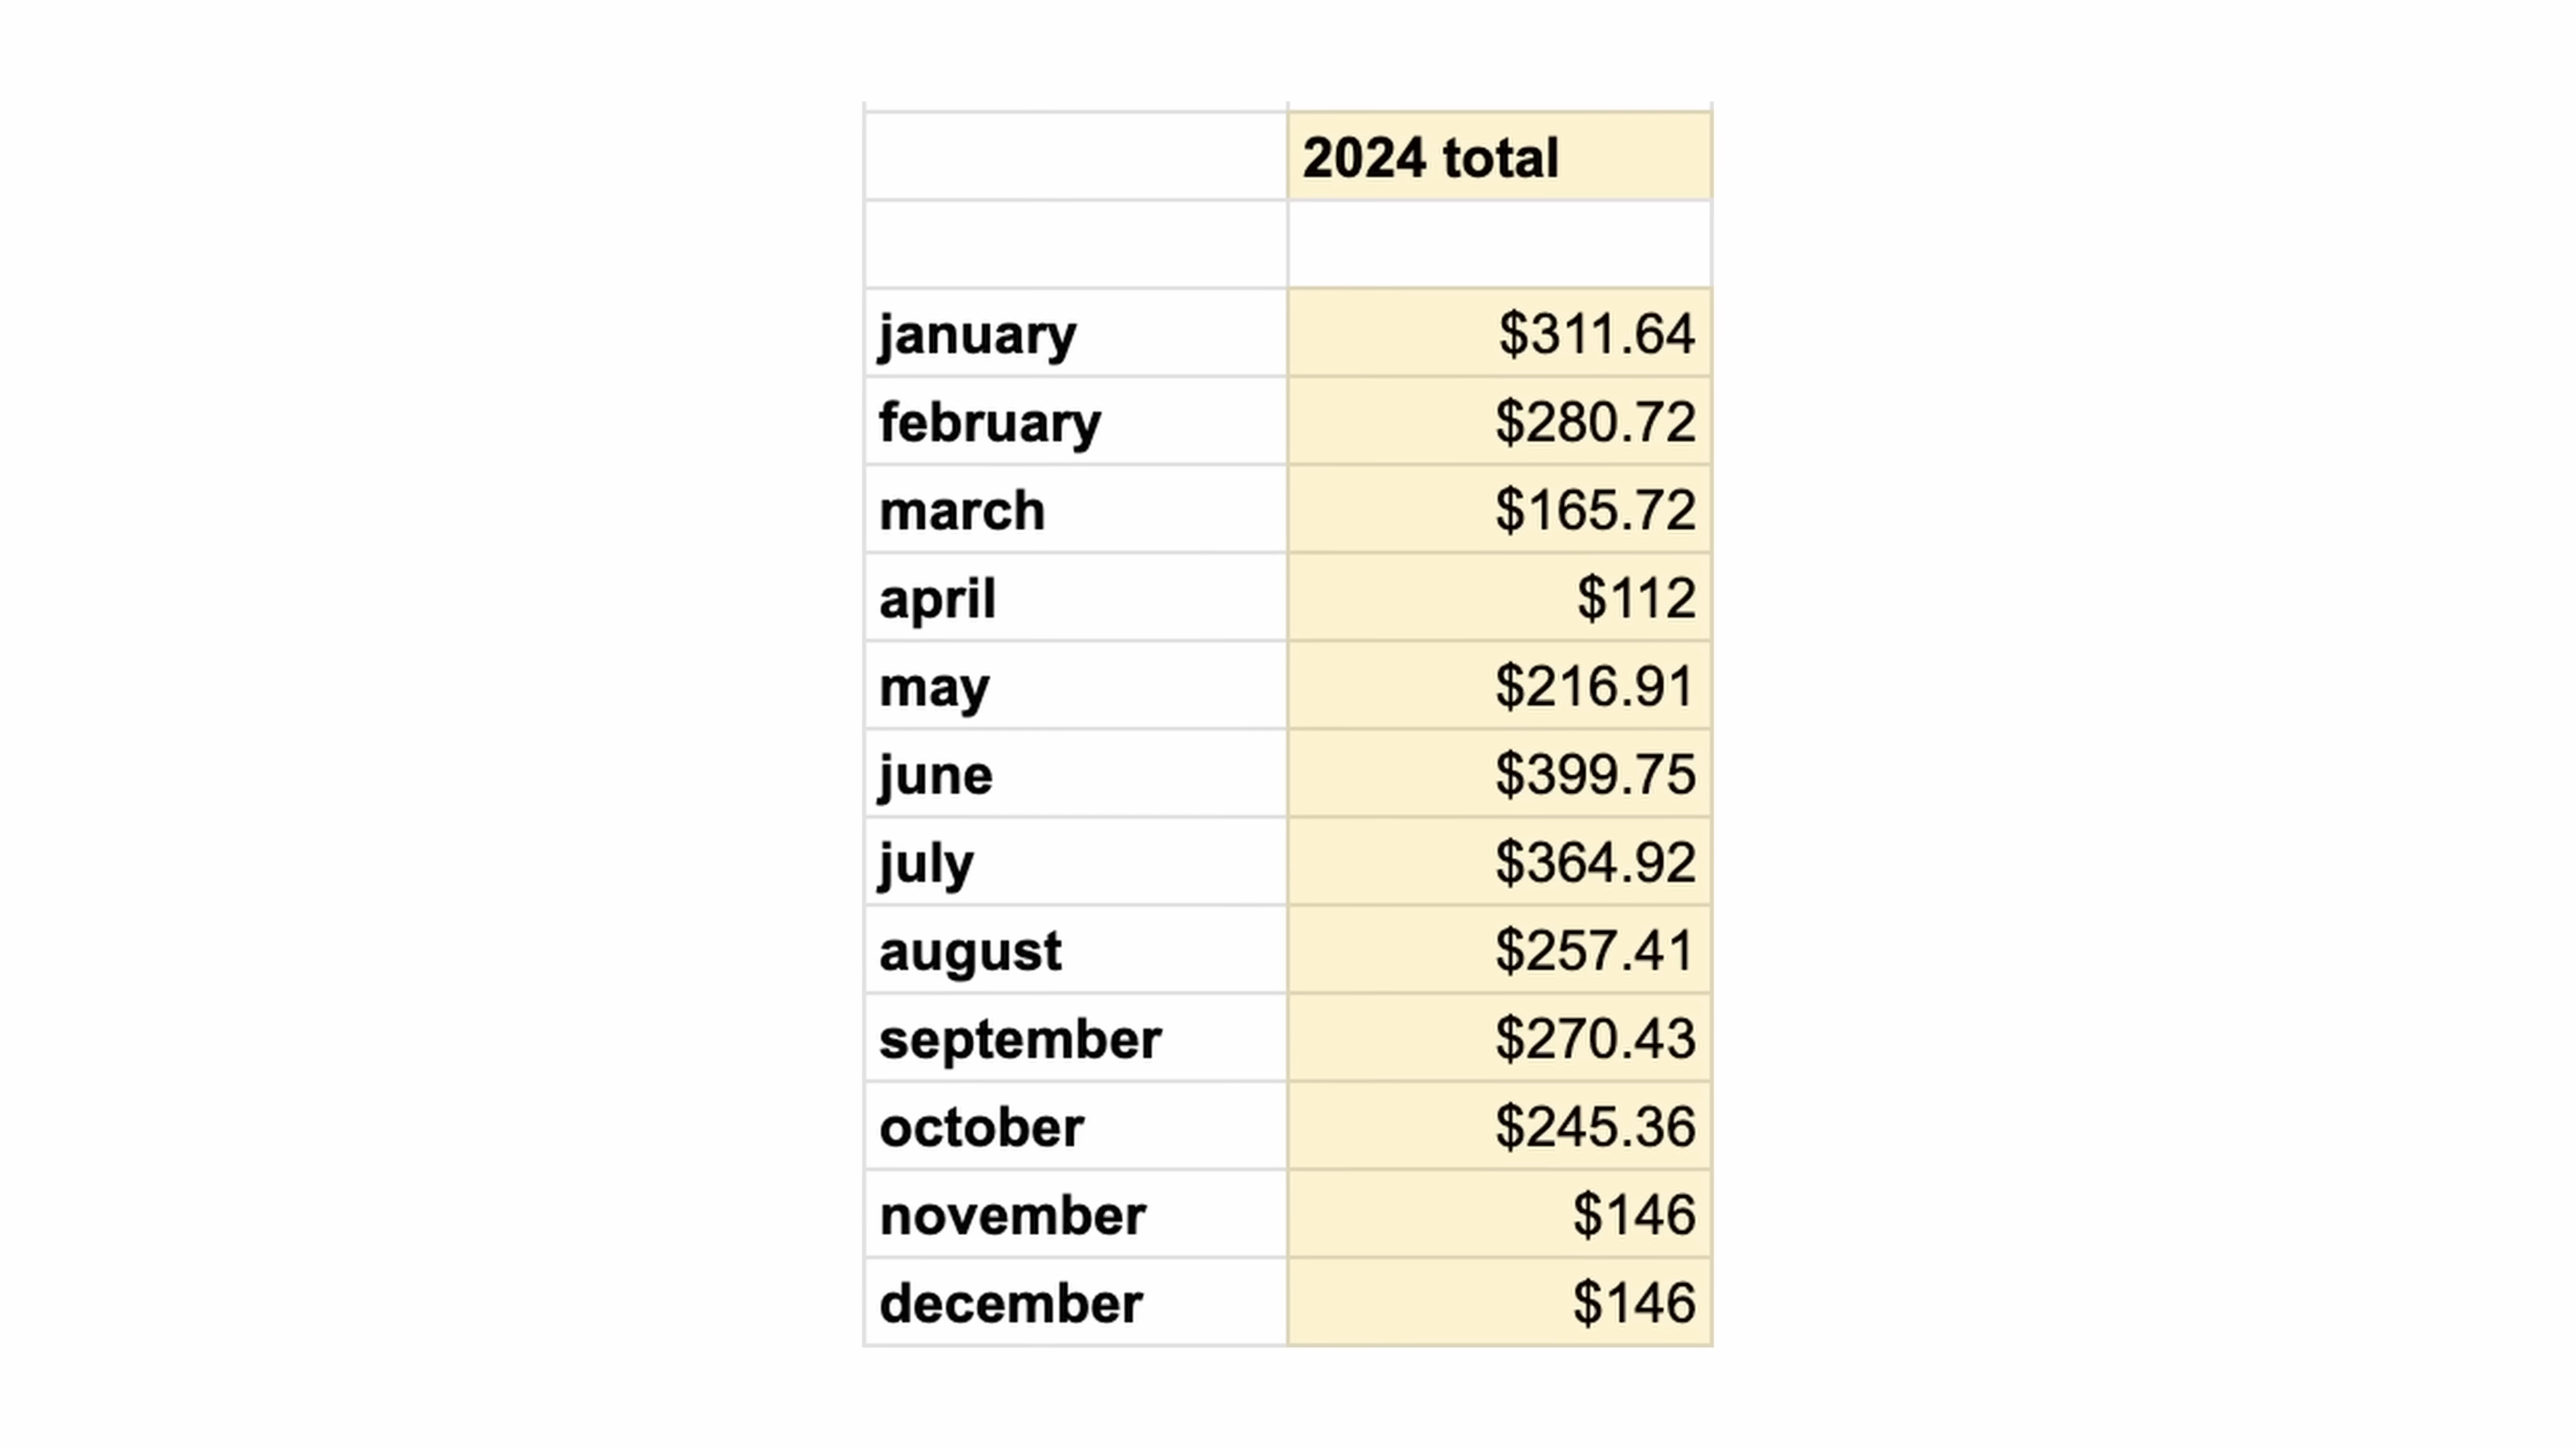 2024 total
january $311.64
february $280.72
march $165.72
april $112
may $216.91
june $399.75
july $364.92
august $257.41
september $270.43
october $245.36
november $146
december $146